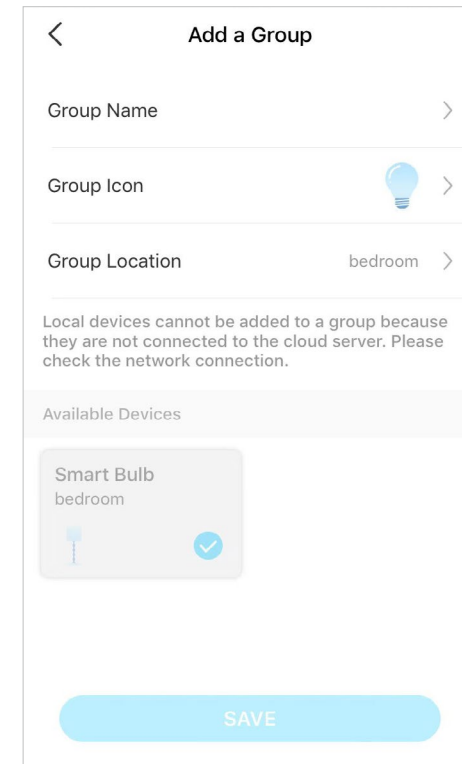 Add a Group
Group Name
Group Icon
Group Location bedroom
Local devices cannot be added to a group because
they are not connected to the cloud server. Please
check the network connection.
Available Devices
Smart Bulb
bedroom
SAVE